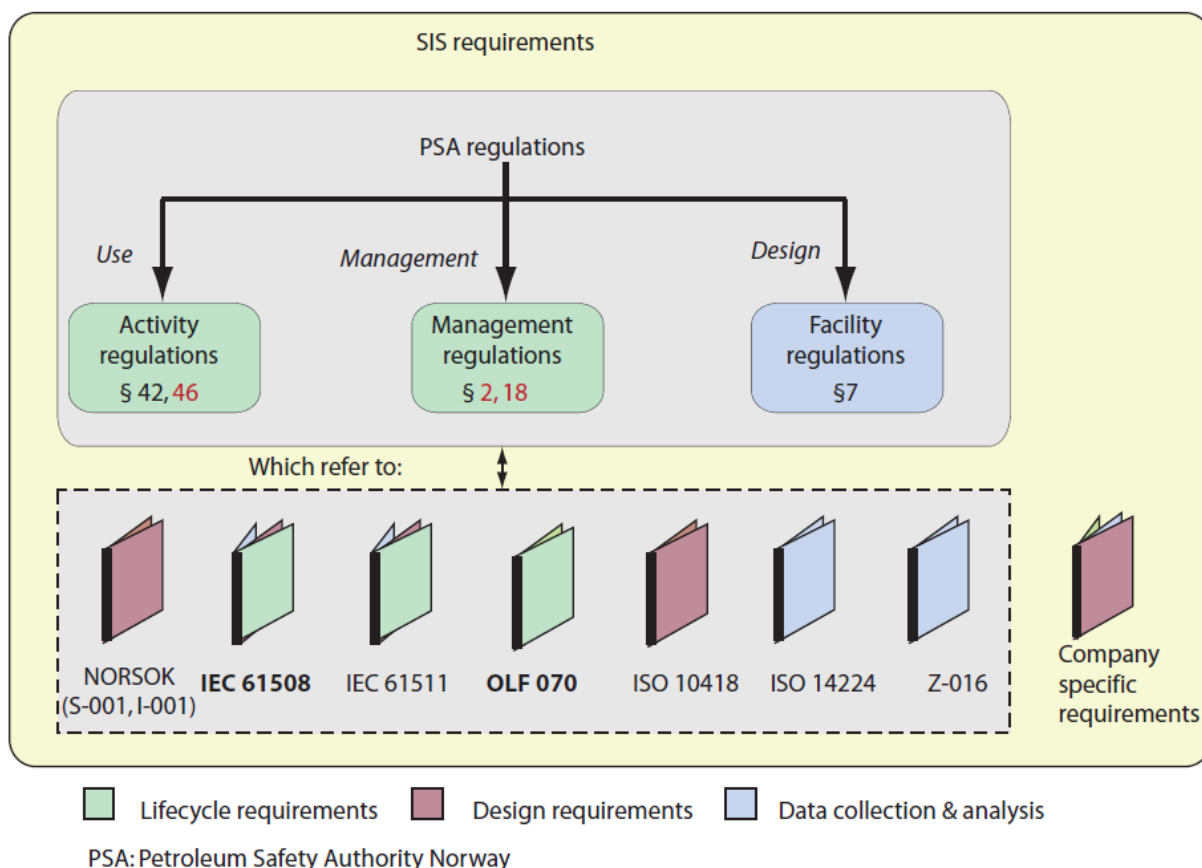 SIS requirements
PSA regulations
Use
Management
Design
Activity
regulations
§ 42, 46
Management
regulations
§ 2, 18
Facility
regulations
§7
Which refer to:
NORSOK
(S-001, I-001)
IEC 61508
IEC 61511
OLF 070
ISO 10418
ISO 14224
Z-016
Company
specific
requirements
Lifecycle requirements
Design requirements
Data collection & analysis
PSA: Petroleum Safety Authority Norway